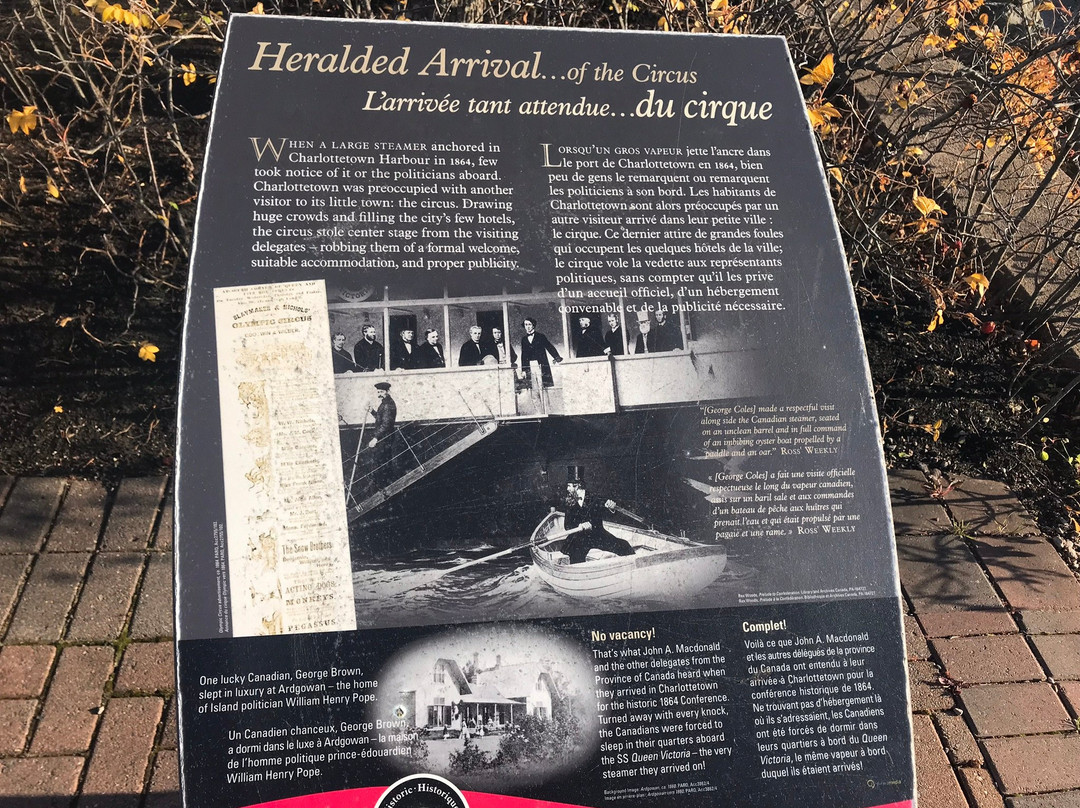 Heralded Arrival...of the Circus
L'arrivée tant attendue...du cirque
WHEN A LARGE STEAMER anchored in
Charlottetown Harbour in 1864, few
took notice of it or the politicians aboard.
Charlottetown was preoccupied with another
visitor to its little town: the circus. Drawing
huge crowds and filling the city's few hotels,
the circus stole center stage from the visiting
delegates – robbing them of a formal welcome,
suitable accommodation, and proper publicity.
LORSQU'UN GROS VAPEUR jette l'ancre dans
le port de Charlottetown en 1864, bien
peu de gens le remarquent ou remarquent
les politiciens à son bord. Les habitants de
Charlottetown sont alors préoccupés par un
autre visiteur arrivé dans leur petite ville :
le cirque. Ce dernier attire de grandes foules
qui occupent les quelques hôtels de la ville;
le cirque vole la vedette aux représentants
politiques, sans compter qu'il les prive
d'un accueil officiel, d'un hébergement
convenable et de la publicité nécessaire.
SLAYMAKER & NICHOLS'
OLYMPIC CIRCUS
The Snow Brothers
ACTING DOGS
MONKEYS
PEGASUS
"[George Coles] made a respectful visit
along side the Canadian steamer, seated
on an unclean barrel and in full command
of an imbibing oyster boat propelled by a
paddle and an oar." ROSS' WEEKLY
« [George Coles] a fait une visite officielle
respectueuse le long du vapeur canadien,
assis sur un baril sale et aux commandes
d'un bateau de pêche aux huîtres qui
prenait l'eau et qui était propulsé par une
pagaie et une rame. » ROSS' WEEKLY
One lucky Canadian, George Brown,
slept in luxury at Ardgowan – the home
of Island politician William Henry Pope.
Un Canadien chanceux, George Brown,
a dormi dans le luxe à Ardgowan – la maison
de l'homme politique prince-édouardien
William Henry Pope.
No vacancy!
That's what John A. Macdonald
and the other delegates from the
Province of Canada heard when
they arrived in Charlottetown
for the historic 1864 Conference.
Turned away with every knock,
the Canadians were forced to
sleep in their quarters aboard
the SS Queen Victoria – the very
steamer they arrived on!
Complet!
Voilà ce que John A. Macdonald
et les autres délégués de la province
du Canada ont entendu à leur
arrivée à Charlottetown pour la
conférence historique de 1864.
Ne trouvant pas d'hébergement là
où ils s'adressaient, les Canadiens
ont été forcés de dormir dans
leurs quartiers à bord du Queen
Victoria, le même vapeur à bord
duquel ils étaient arrivés!
Historic·Historique